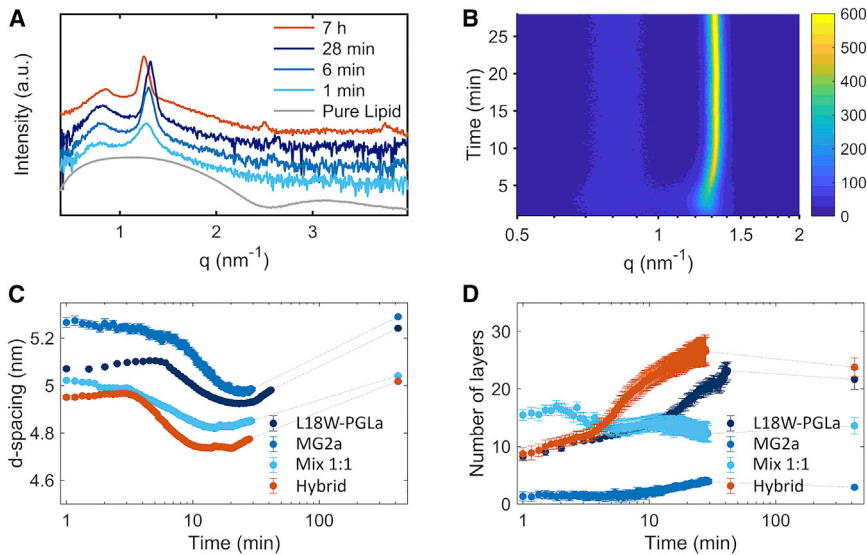 A
7 h
28 min
6 min
1 min
Pure Lipid
Intensity (a.u.)
1
2
3
q (nm⁻¹)
B
Time (min)
25
20
15
10
5
0.5
1
1.5
2
q (nm⁻¹)
600
500
400
300
200
100
0
C
d-spacing (nm)
5.2
5
4.8
4.6
L18W-PGLa
MG2a
Mix 1:1
Hybrid
1
10
100
Time (min)
D
Number of layers
30
20
10
0
L18W-PGLa
MG2a
Mix 1:1
Hybrid
1
10
100
Time (min)